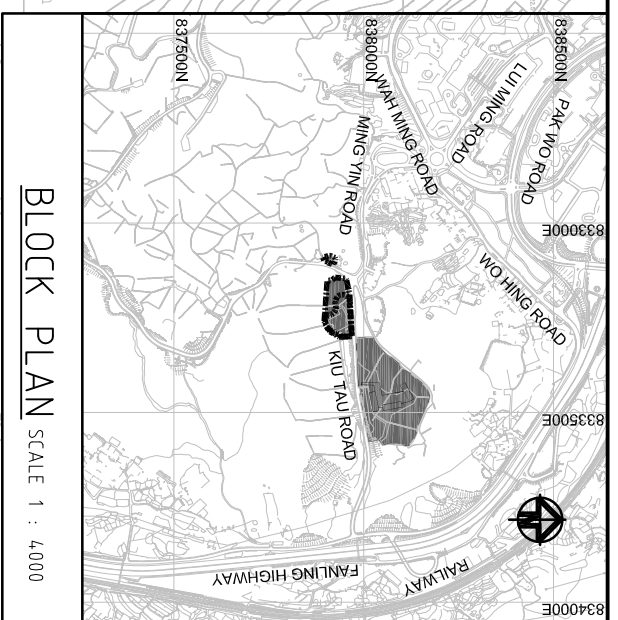 837500N
838000N
838500N
WAH MING ROAD
LUI MING ROAD
PAK WO ROAD
MING YIN ROAD
833000E
WO HING ROAD
KIU TAU ROAD
833500E
N
FANLING HIGHWAY
RAILWAY
834000E
BLOCK PLAN SCALE 1 : 4000